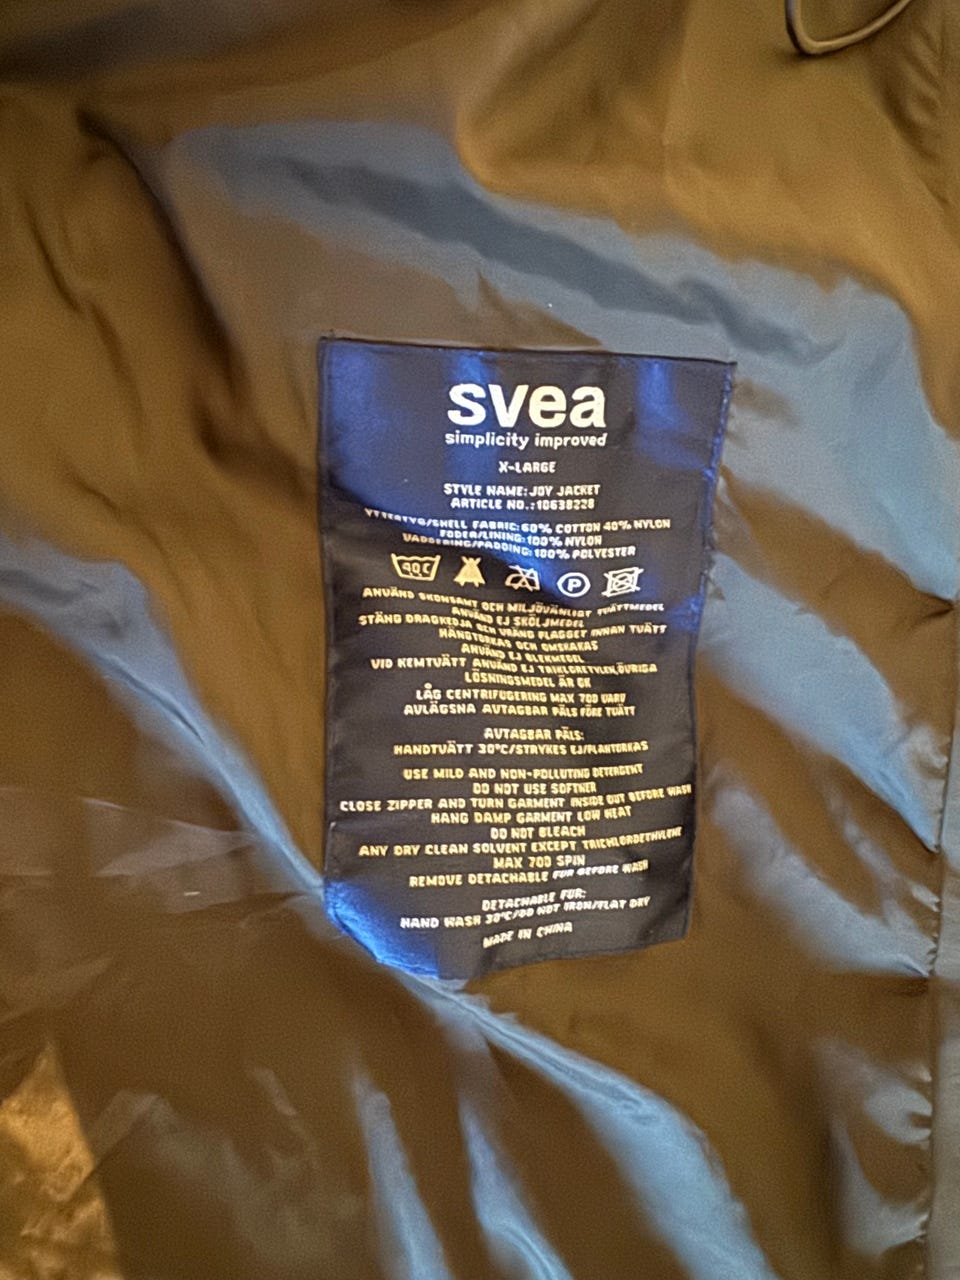 svea
simplicity improved
X-LARGE
STYLE NAME: JOY JACKET
ARTICLE NO.: 10638228
YTTERTYG/SHELL FABRIC: 60% COTTON 40% NYLON
FODER/LINING: 100% NYLON
VADDERING/PADDING: 100% POLYESTER
40C P
ANVÄND SKONSAMT OCH MILJÖVÄNLIGT TVÄTTMEDEL
ANVÄND EJ SKÖLJMEDEL
STÄNG DRAGKEDJA OCH VRÄNG PLAGGET INNAN TVÄTT
HÄNGTORKAS OCH OMSKAKAS
ANVÄND EJ BLEKMEDEL
VID KEMTVÄTT ANVÄND EJ TRIKLORETYLEN, ÖVRIGA
LÖSNINGSMEDEL ÄR OK
LÅG CENTRIFUGERING MAX 700 VARV
AVLÄGSNA AVTAGBAR PÄLS FÖRE TVÄTT
AVTAGBAR PÄLS:
HANDTVÄTT 30°C/STRYKES EJ/PLANTORKAS
USE MILD AND NON-POLLUTING DETERGENT
DO NOT USE SOFTNER
CLOSE ZIPPER AND TURN GARMENT INSIDE OUT BEFORE WASH
HANG DAMP GARMENT LOW HEAT
DO NOT BLEACH
ANY DRY CLEAN SOLVENT EXCEPT TRICHLORDETHYLENE
MAX 700 SPIN
REMOVE DETACHABLE FUR BEFORE WASH
DETACHABLE FUR:
HAND WASH 30°C/DO NOT IRON/FLAT DRY
MADE IN CHINA